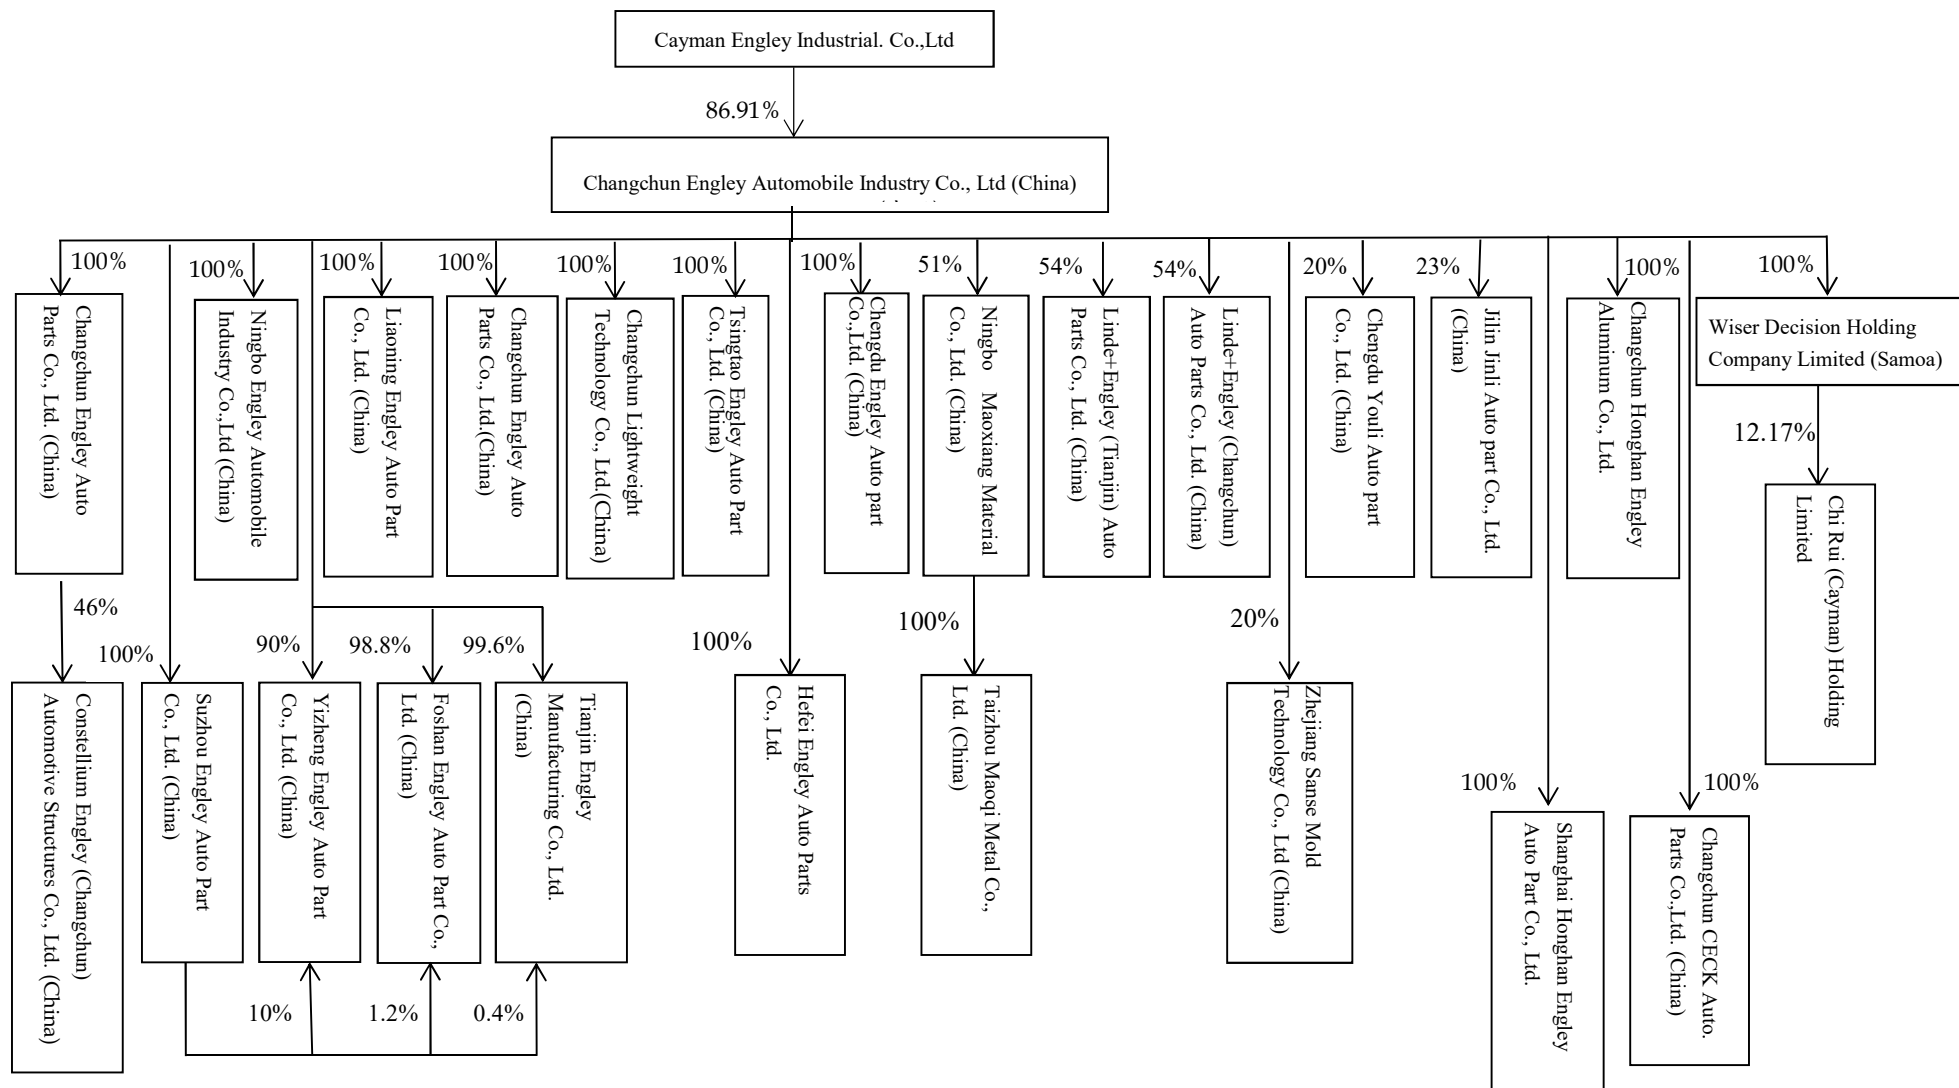 Cayman Engley Industrial. Co.,Ltd
86.91%
Changchun Engley Automobile Industry Co., Ltd (China)
100%
100%
100%
100%
100%
100%
100%
51%
54%
54%
20%
23%
100%
100%
Changchun Engley Auto
Parts Co., Ltd. (China)
Ningbo Engley Automobile
Industry Co.,Ltd (China)
Liaoning Engley Auto Part
Co., Ltd. (China)
Changchun Engley Auto
Parts Co., Ltd.(China)
Changchun Lightweight
Technology Co., Ltd.(China)
Tsingtao Engley Auto Part
Co., Ltd. (China)
Chengdu Engley Auto part
Co.,Ltd. (China)
Ningbo Maoxiang Material
Co., Ltd. (China)
Linde+Engley (Tianjin) Auto
Parts Co., Ltd. (China)
Linde+Engley (Changchun)
Auto Parts Co., Ltd. (China)
Chengdu Youli Auto part
Co., Ltd. (China)
Jilin Jinli Auto part Co., Ltd.
(China)
Changchun Honghan Engley
Aluminum Co., Ltd.
Wiser Decision Holding
Company Limited (Samoa)
12.17%
Chi Rui (Cayman) Holding
Limited
46%
100%
90%
98.8%
99.6%
100%
100%
20%
100%
100%
Constellium Engley (Changchun)
Automotive Structures Co., Ltd. (China)
Suzhou Engley Auto Part
Co., Ltd. (China)
Yizheng Engley Auto Part
Co., Ltd. (China)
Foshan Engley Auto Part Co.,
Ltd. (China)
Tianjin Engley
Manufacturing Co., Ltd.
(China)
Hefei Engley Auto Parts
Co., Ltd.
Taizhou Maoqi Metal Co.,
Ltd. (China)
Zhejiang Sanse Mold
Technology Co., Ltd (China)
Shanghai Honghan Engley
Auto Part Co., Ltd.
Changchun CECK Auto.
Parts Co.,Ltd. (China)
10%
1.2%
0.4%